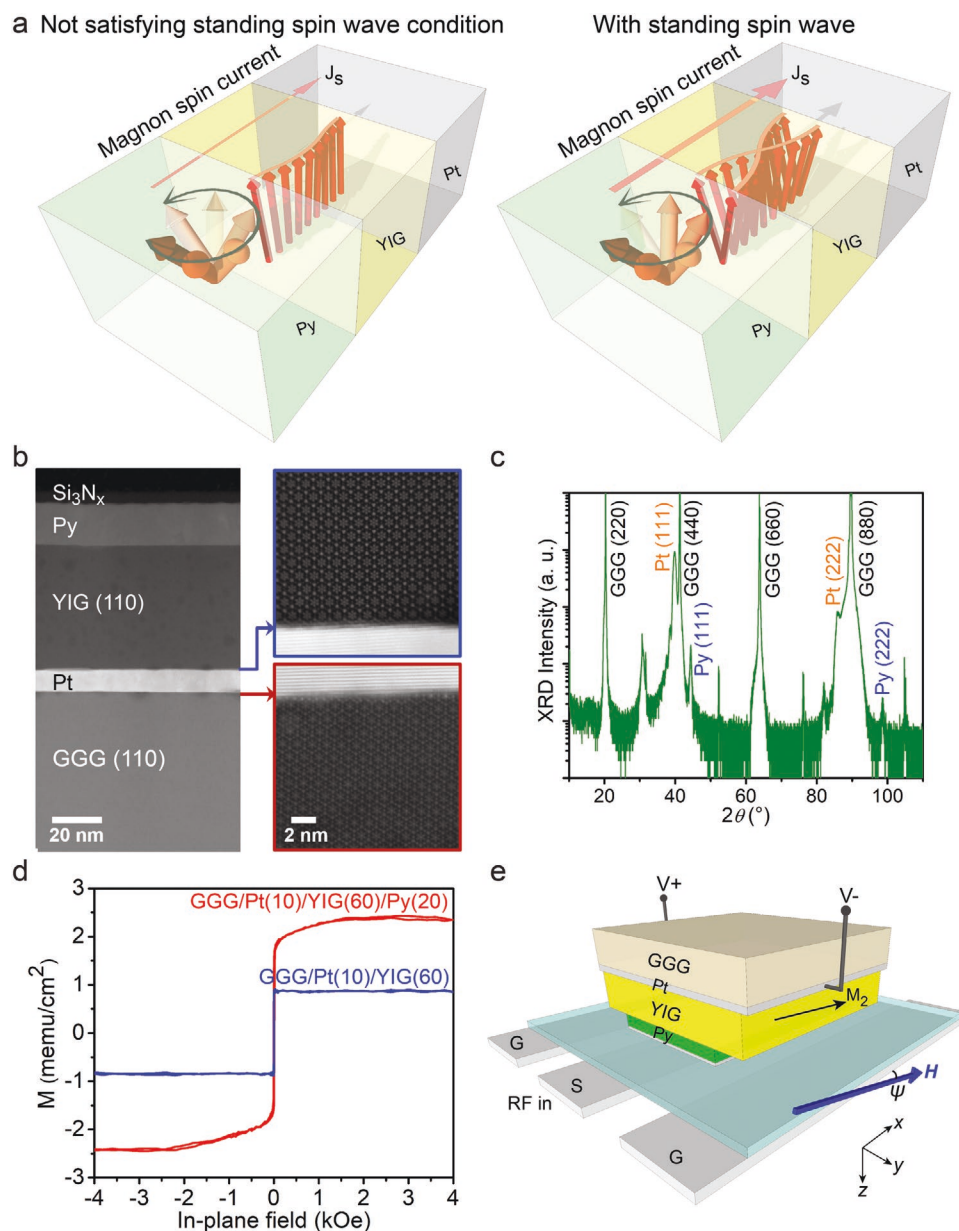 a Not satisfying standing spin wave condition
With standing spin wave
Magnon spin current
Js
Pt
YIG
Py
Magnon spin current
Js
Pt
YIG
Py
b
Si3Nx
Py
YIG (110)
Pt
GGG (110)
20 nm
2 nm
c
XRD Intensity (a. u.)
GGG (220)
Pt (111)
GGG (440)
Py (111)
GGG (660)
Pt (222)
GGG (880)
Py (222)
20 40 60 80 100
2θ (°)
d
M (memu/cm²)
3
2
1
0
-1
-2
-3
GGG/Pt(10)/YIG(60)/Py(20)
GGG/Pt(10)/YIG(60)
-4 -3 -2 -1 0 1 2 3 4
In-plane field (kOe)
e
V+
V-
GGG
Pt
YIG
M2
Py
G
S
RF in
G
H
ψ
x
y
z